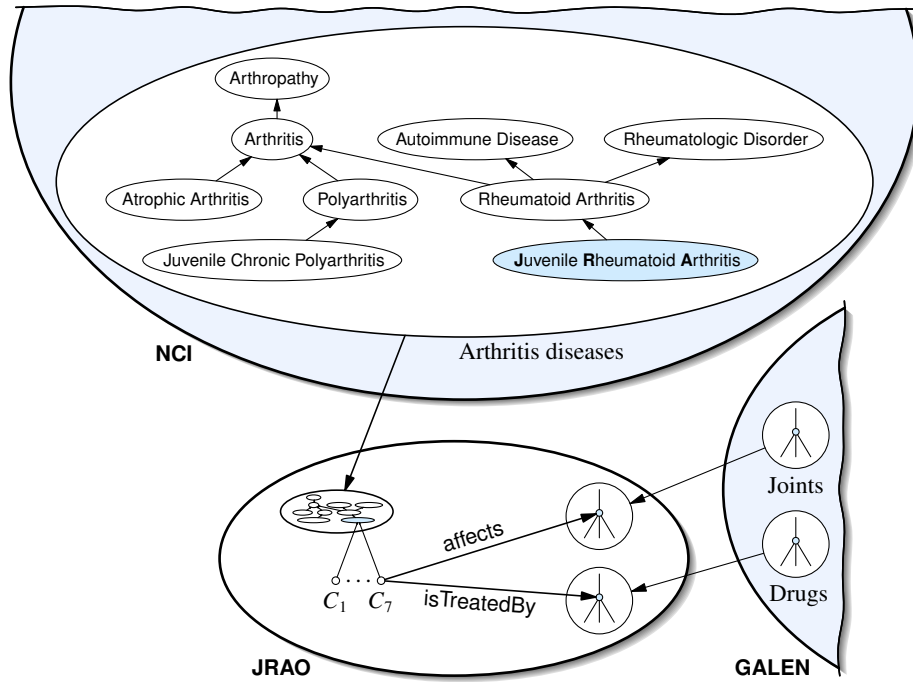 Arthropathy
Arthritis
Autoimmune Disease
Rheumatologic Disorder
Atrophic Arthritis
Polyarthritis
Rheumatoid Arthritis
Juvenile Chronic Polyarthritis
Juvenile Rheumatoid Arthritis
NCI
Arthritis diseases
Joints
affects
C1
C7
isTreatedBy
Drugs
JRAO
GALEN